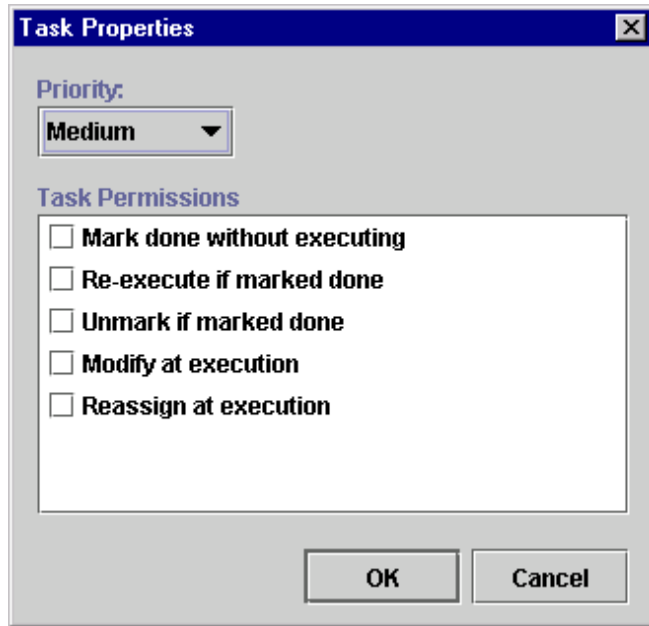 Task Properties
Priority:
Medium
Task Permissions
Mark done without executing
Re-execute if marked done
Unmark if marked done
Modify at execution
Reassign at execution
OK Cancel